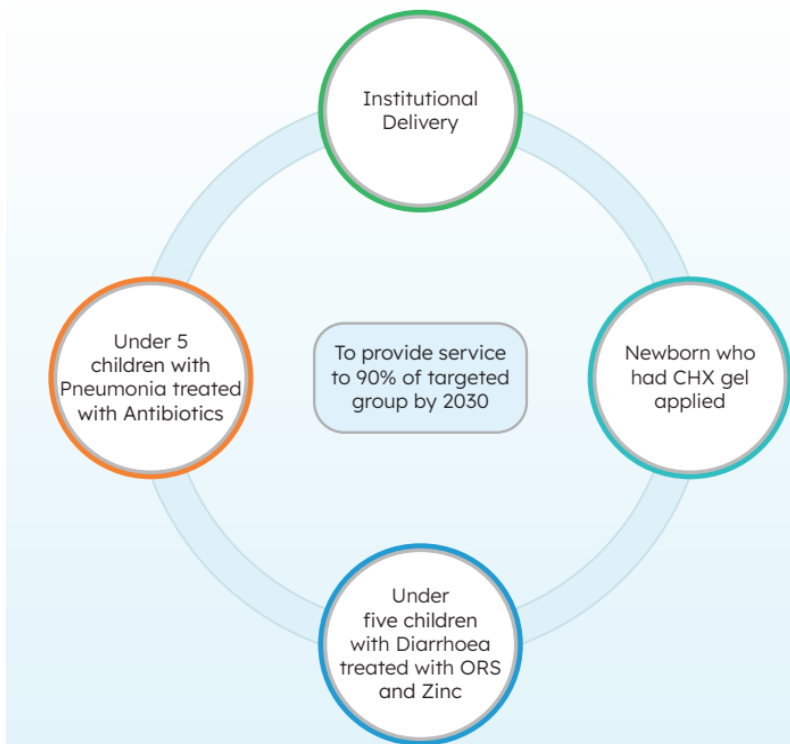 Institutional
Delivery
Under 5
children with
Pneumonia treated
with Antibiotics
To provide service
to 90% of targeted
group by 2030
Newborn who
had CHX gel
applied
Under
five children
with Diarrhoea
treated with ORS
and Zinc